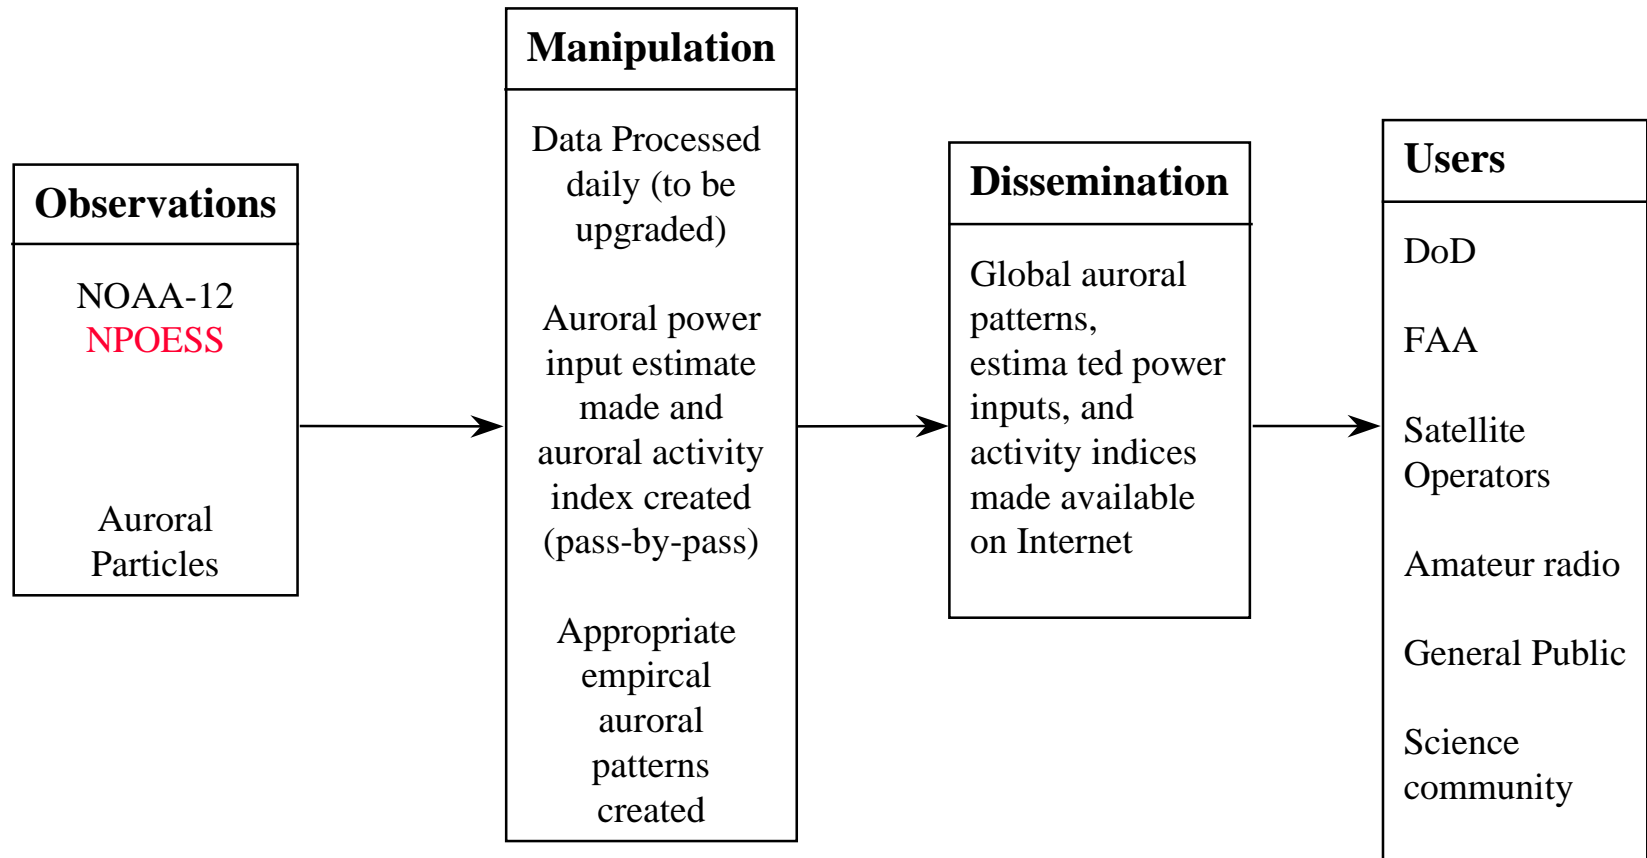 Observations
NOAA-12
NPOESS
Auroral
Particles
Manipulation
Data Processed
daily (to be
upgraded)
Auroral power
input estimate
made and
auroral activity
index created
(pass-by-pass)
Appropriate
empircal
auroral
patterns
created
Dissemination
Global auroral
patterns,
estima ted power
inputs, and
activity indices
made available
on Internet
Users
DoD
FAA
Satellite
Operators
Amateur radio
General Public
Science
community